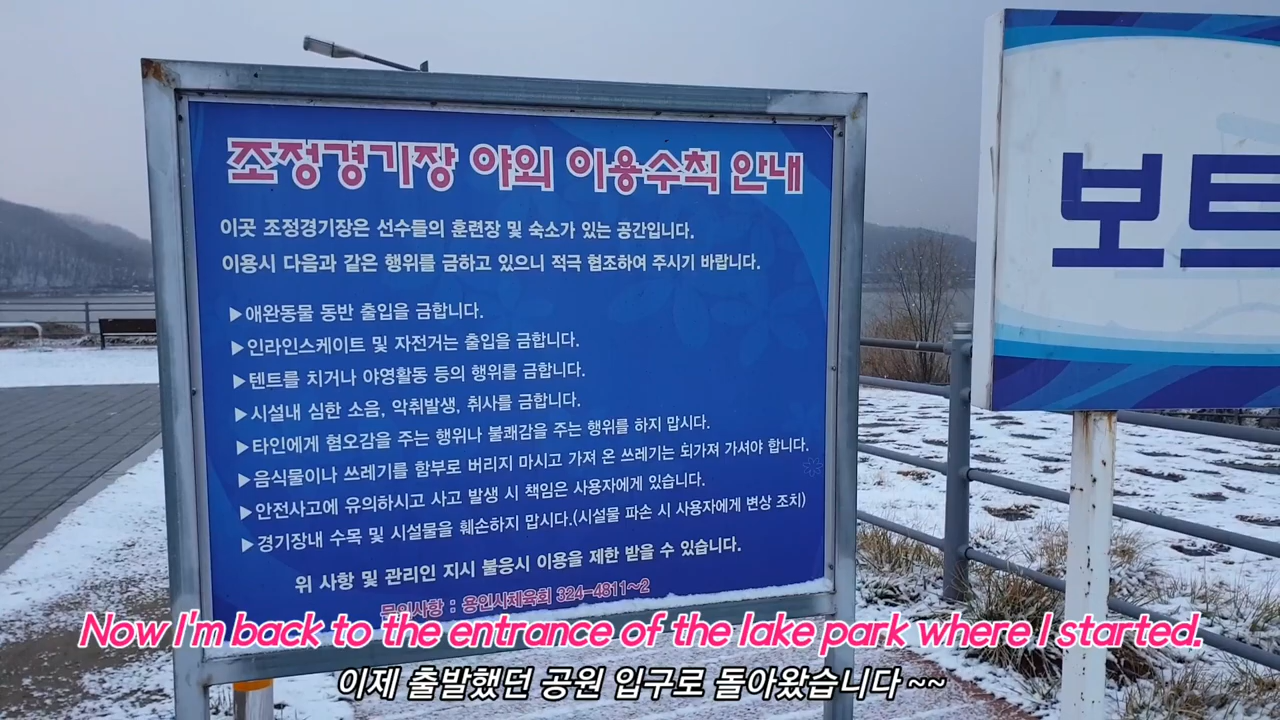 조정경기장 야외 이용수칙 안내
이곳 조정경기장은 선수들의 훈련장 및 숙소가 있는 공간입니다.
이용시 다음과 같은 행위를 금하고 있으니 적극 협조하여 주시기 바랍니다.
▶애완동물 동반 출입을 금합니다.
▶인라인스케이트 및 자전거는 출입을 금합니다.
▶텐트를 치거나 야영활동 등의 행위를 금합니다.
▶시설내 심한 소음, 악취발생, 취사를 금합니다.
▶타인에게 혐오감을 주는 행위나 불쾌감을 주는 행위를 하지 맙시다.
▶음식물이나 쓰레기를 함부로 버리지 마시고 가져 온 쓰레기는 되가져 가셔야 합니다.
▶안전사고에 유의하시고 사고 발생 시 책임은 사용자에게 있습니다.
▶경기장내 수목 및 시설물을 훼손하지 맙시다.(시설물 파손 시 사용자에게 변상 조치)
위 사항 및 관리인 지시 불응시 이용을 제한 받을 수 있습니다.
문의사항 : 용인시체육회 324-4811~2
보트
Now I'm back to the entrance of the lake park where I started.
이제 출발했던 공원 입구로 돌아왔습니다 ~~